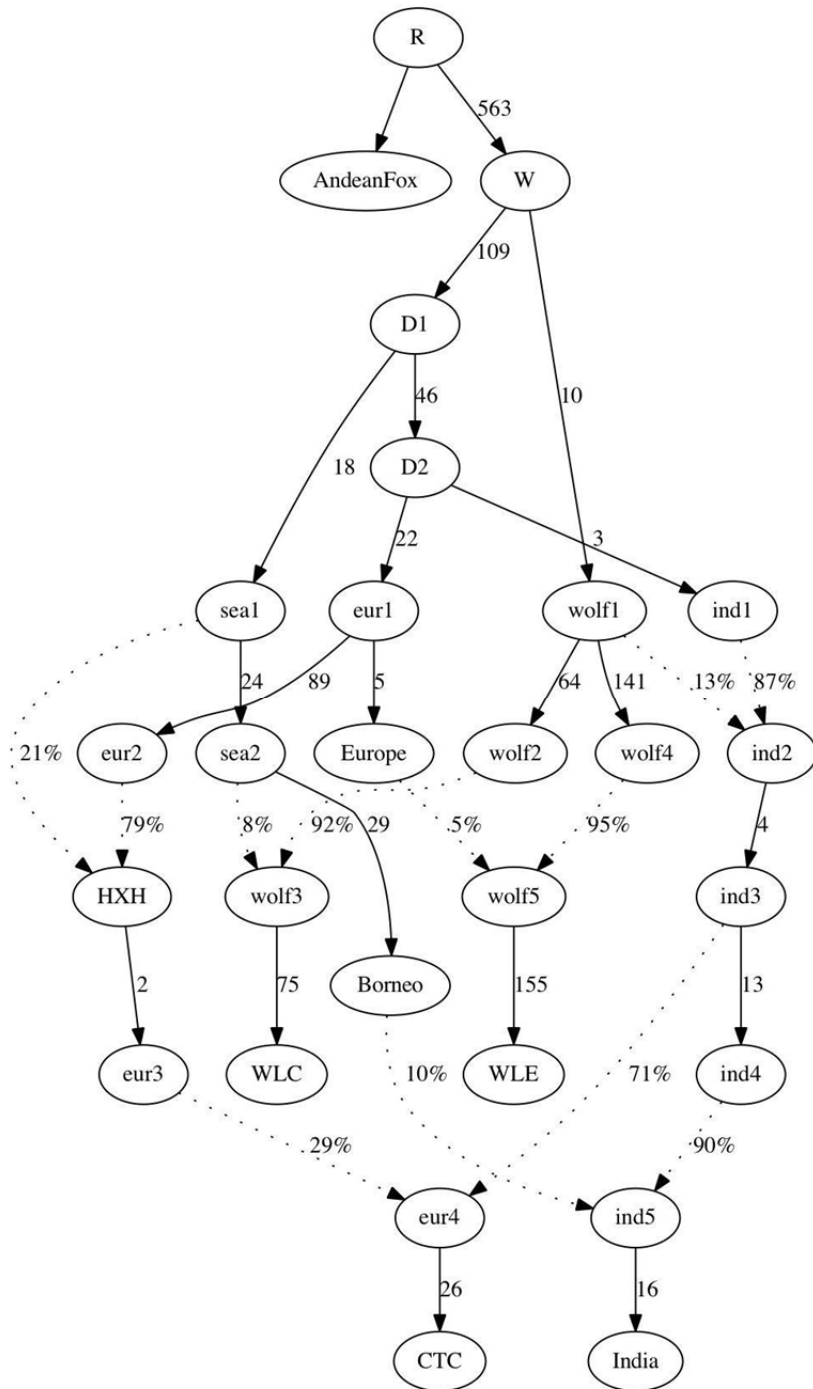 R
563
AndeanFox W
109
D1
46 10
D2
18
22 3
sea1 eur1 wolf1 ind1
24 89 5 64 141 13% 87%
21% eur2 sea2 Europe wolf2 wolf4 ind2
79% 8% 92% 29 5% 95% 4
HXH wolf3 wolf5 ind3
2 75 Borneo 155 13
eur3 WLC 10% WLE 71% ind4
29% 90%
eur4 ind5
26 16
CTC India